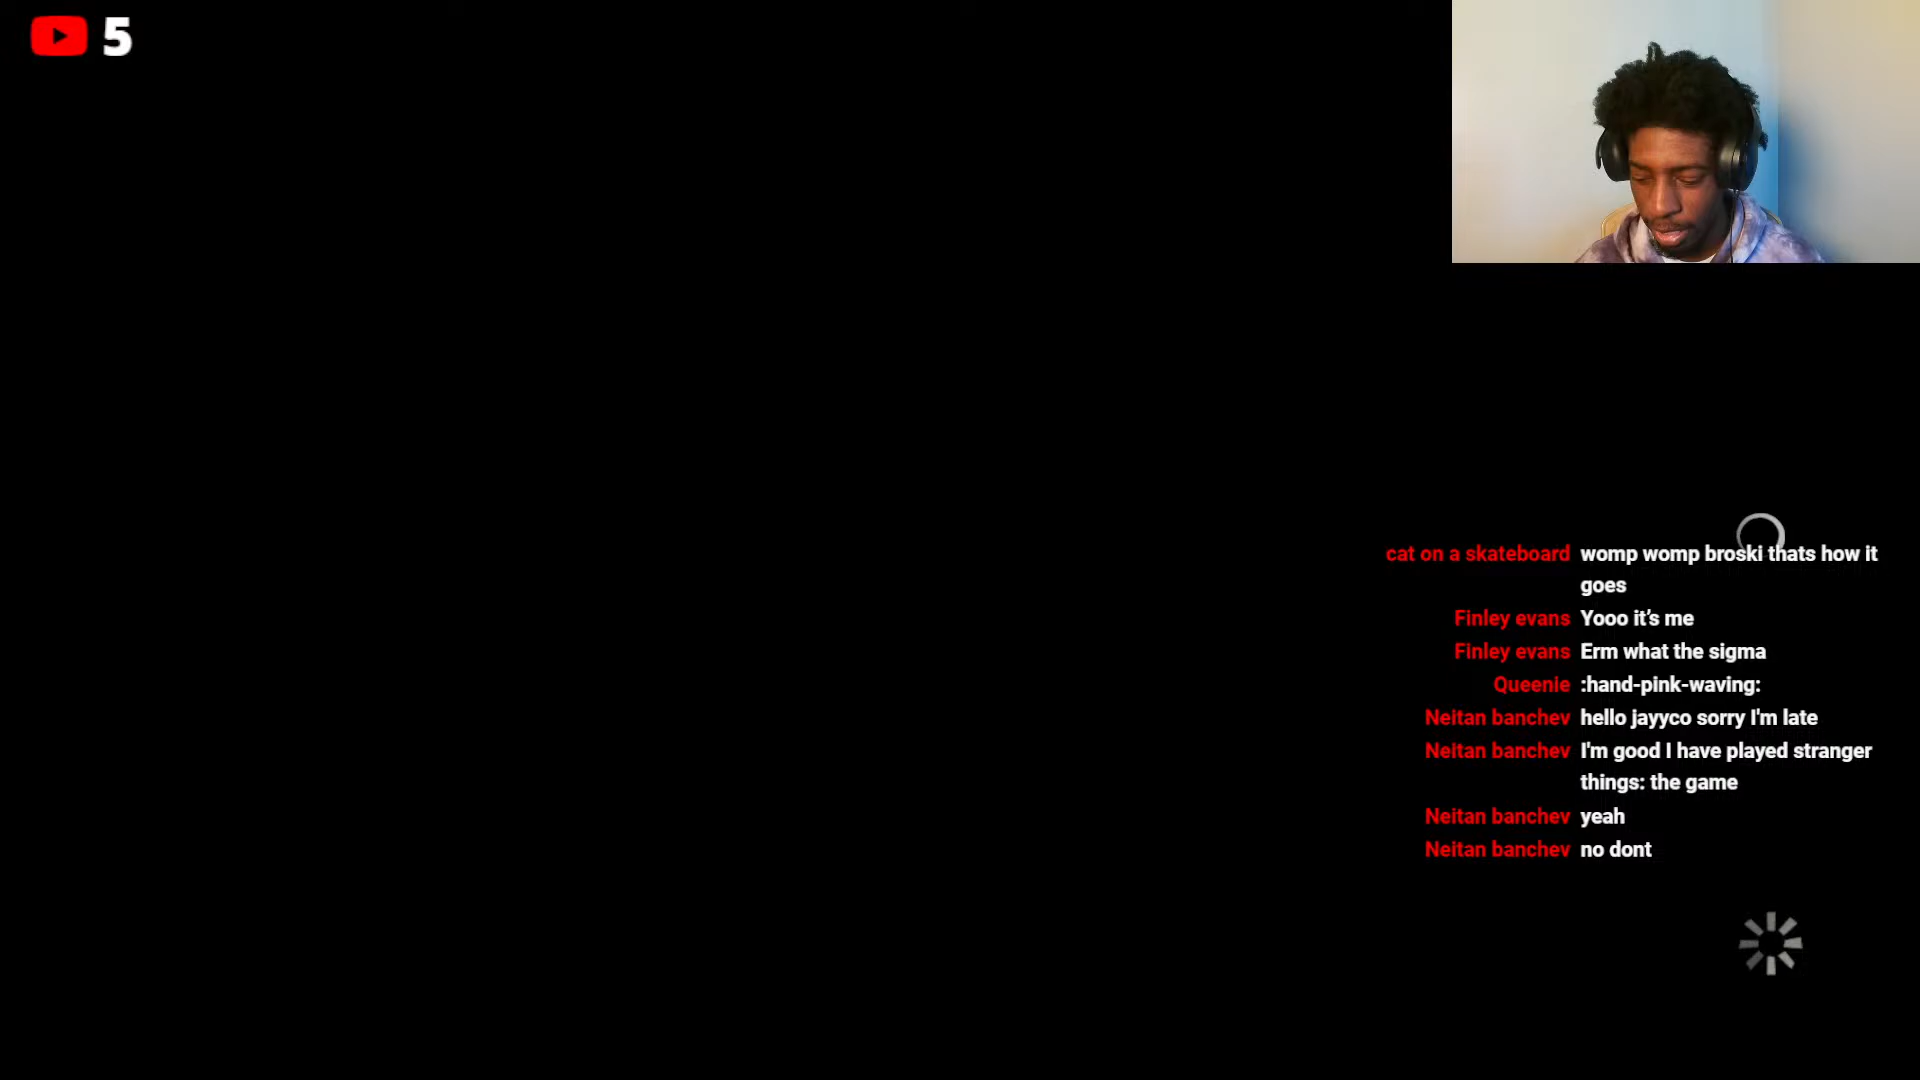 5
cat on a skateboard womp womp broski thats how it
goes
Finley evans Yooo it’s me
Finley evans Erm what the sigma
Queenie :hand-pink-waving:
Neitan banchev hello jayyco sorry I'm late
Neitan banchev I'm good I have played stranger
things: the game
Neitan banchev yeah
Neitan banchev no dont